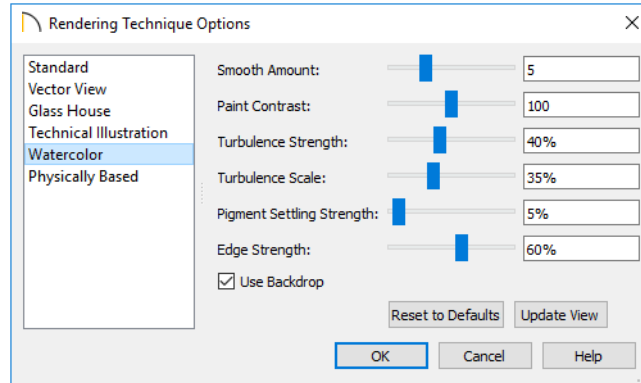 Rendering Technique Options
Standard
Vector View
Glass House
Technical Illustration
Watercolor
Physically Based
Smooth Amount: 5
Paint Contrast: 100
Turbulence Strength: 40%
Turbulence Scale: 35%
Pigment Settling Strength: 5%
Edge Strength: 60%
Use Backdrop
Reset to Defaults Update View
OK Cancel Help